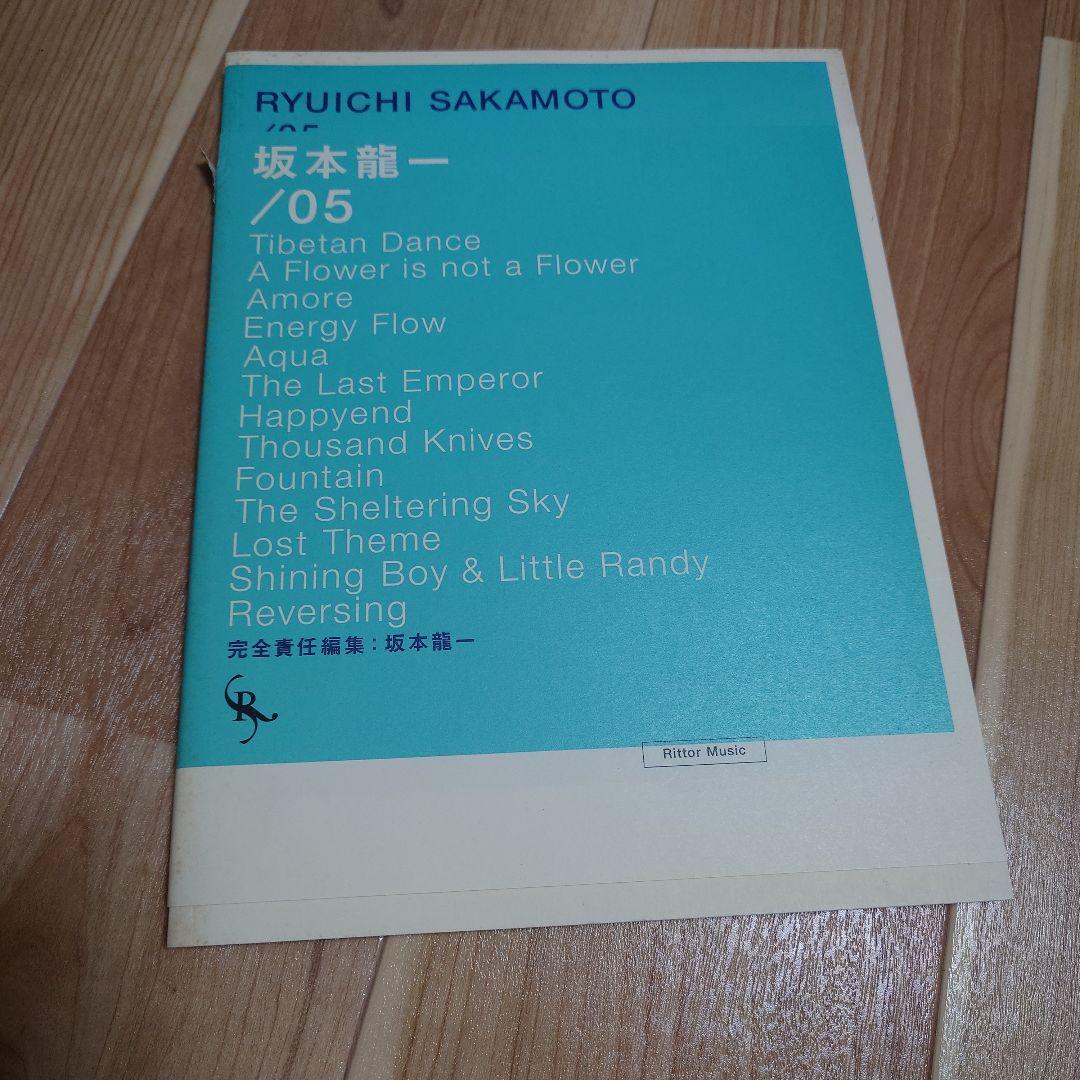 RYUICHI SAKAMOTO
/05
坂本龍一
/05
Tibetan Dance
A Flower is not a Flower
Amore
Energy Flow
Aqua
The Last Emperor
Happyend
Thousand Knives
Fountain
The Sheltering Sky
Lost Theme
Shining Boy & Little Randy
Reversing
完全責任編集：坂本龍一
R
Rittor Music